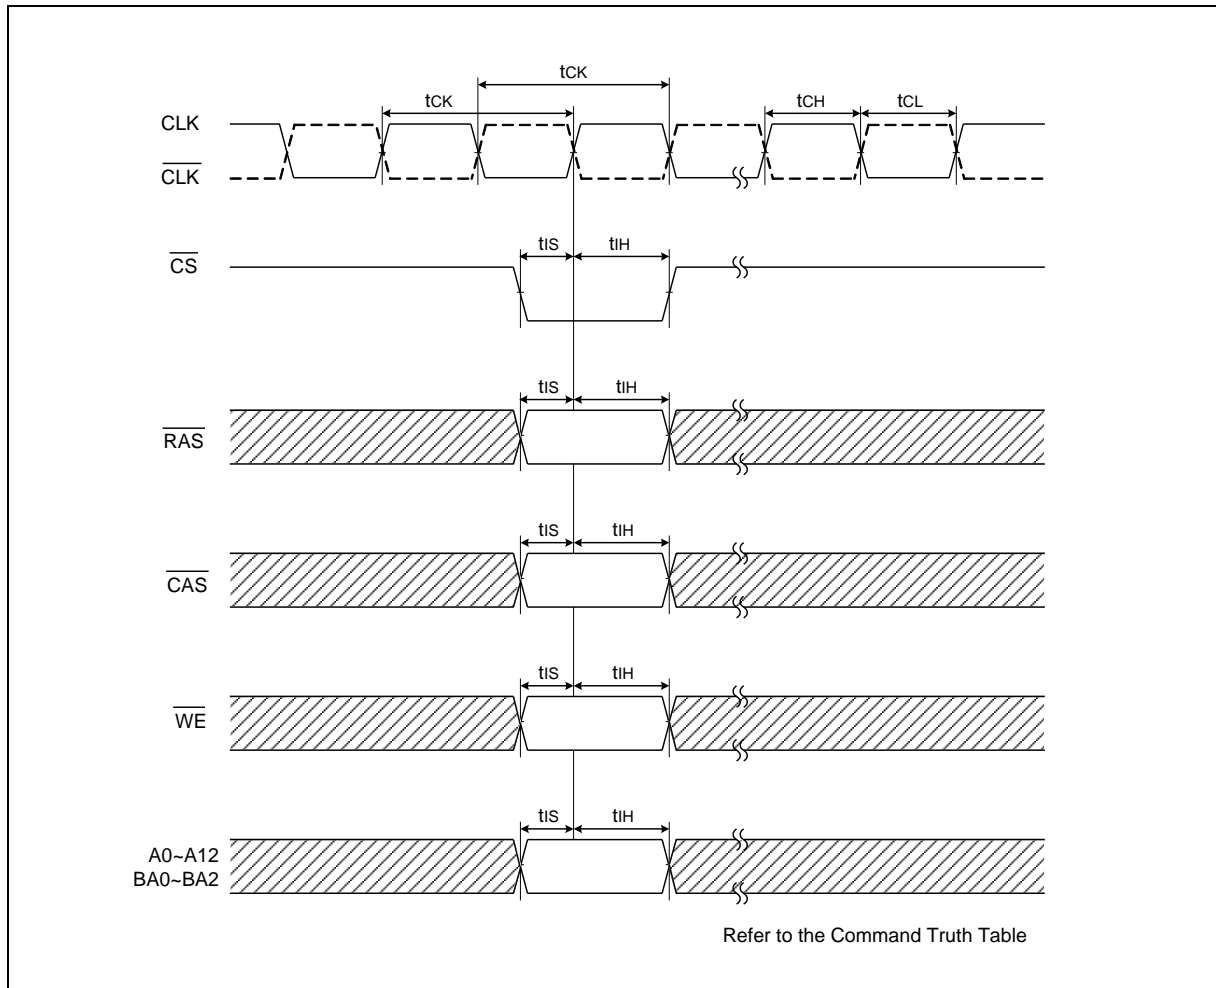 tCK
tCK
tCH
tCL
CLK
CLK
tIS
tIH
CS
tIS
tIH
RAS
tIS
tIH
CAS
tIS
tIH
WE
tIS
tIH
A0~A12
BA0~BA2
Refer to the Command Truth Table